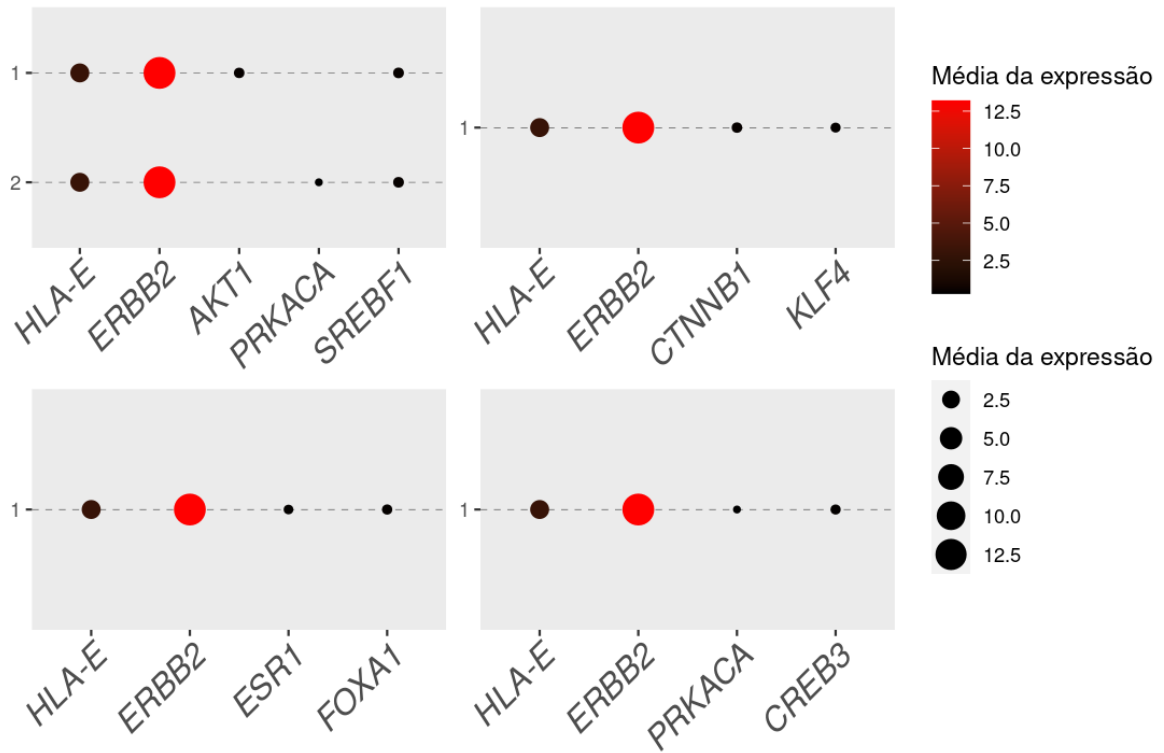 1
2
HLA-E
ERBB2
AKT1
PRKACA
SREBF1
1
HLA-E
ERBB2
CTNNB1
KLF4
1
HLA-E
ERBB2
ESR1
FOXA1
1
HLA-E
ERBB2
PRKACA
CREB3
Média da expressão
12.5
10.0
7.5
5.0
2.5
Média da expressão
2.5
5.0
7.5
10.0
12.5